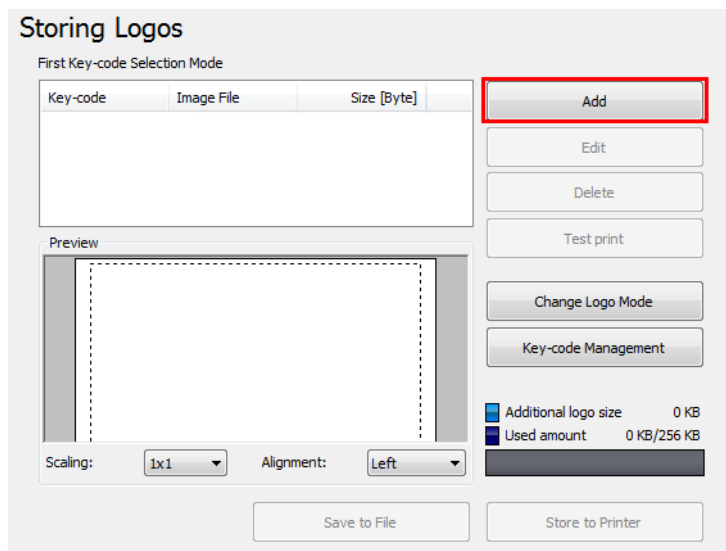 Storing Logos
First Key-code Selection Mode
Key-code Image File Size [Byte]
Add
Edit
Delete
Test print
Preview
Change Logo Mode
Key-code Management
Additional logo size 0 KB
Used amount 0 KB/256 KB
Scaling: 1x1 Alignment: Left
Save to File Store to Printer